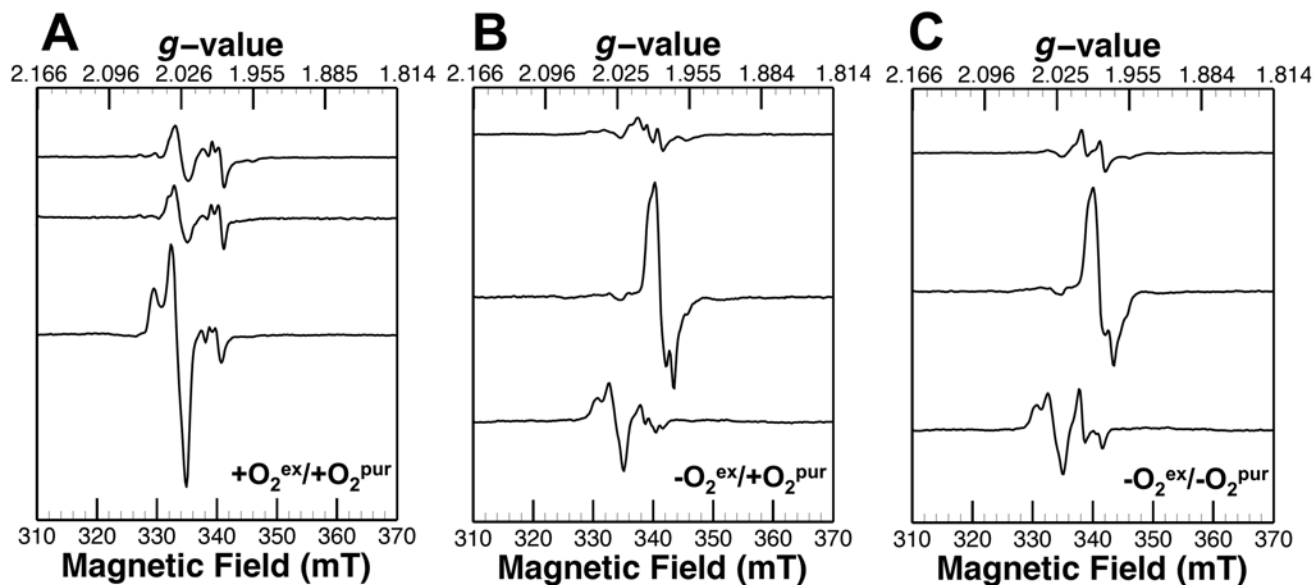 A
g-value
2.166 2.096 2.026 1.955 1.885 1.814
+O₂ᵉˣ/+O₂ᵖᵘʳ
310 320 330 340 350 360 370
Magnetic Field (mT)
B
g-value
2.166 2.096 2.025 1.955 1.884 1.814
-O₂ᵉˣ/+O₂ᵖᵘʳ
310 320 330 340 350 360 370
Magnetic Field (mT)
C
g-value
2.166 2.096 2.025 1.955 1.884 1.814
-O₂ᵉˣ/-O₂ᵖᵘʳ
310 320 330 340 350 360 370
Magnetic Field (mT)